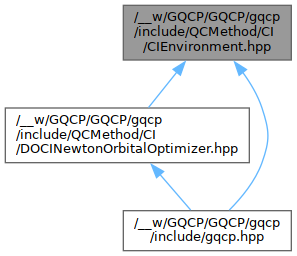 /__w/GQCP/GQCP/gqcp
/include/QCMethod/CI
/CIEnvironment.hpp
/__w/GQCP/GQCP/gqcp
/include/QCMethod/CI
/DOCINewtonOrbitalOptimizer.hpp
/__w/GQCP/GQCP/gqcp
/include/gqcp.hpp